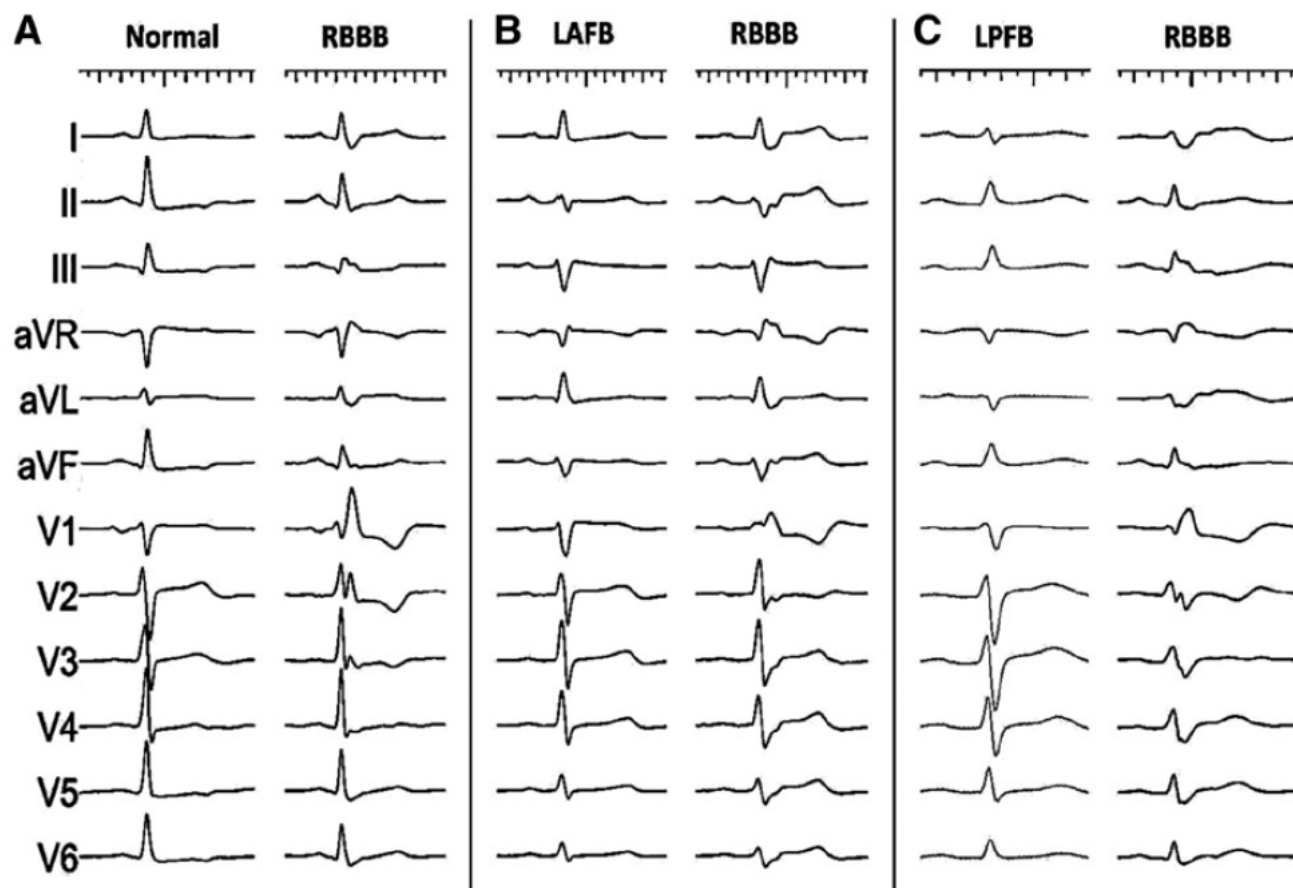 A Normal RBBB B LAFB RBBB C LPFB RBBB
I
II
III
aVR
aVL
aVF
V1
V2
V3
V4
V5
V6